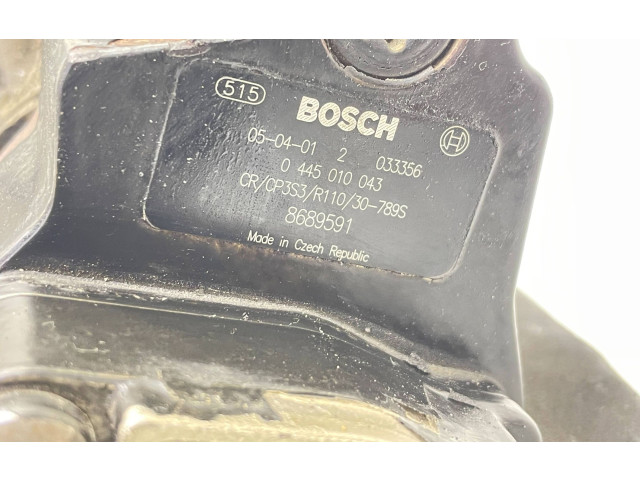 515 BOSCH
05-04-01 2 033356
0 445 010 043
CR/CP3S3/R110/30-789S
8689591
Made in Czech Republic